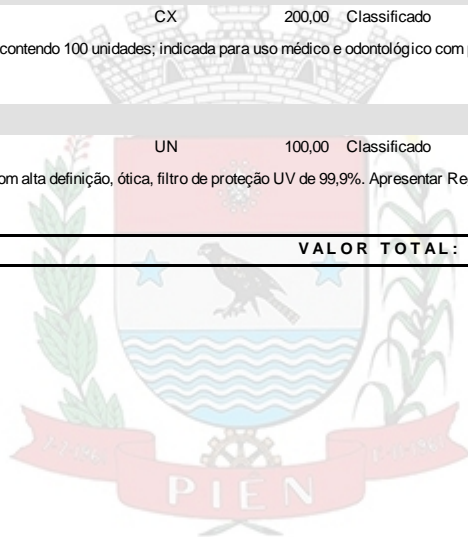 CX 200,00 Classificado
contendo 100 unidades; indicada para uso médico e odontológico com
UN 100,00 Classificado
om alta definição, ótica, filtro de proteção UV de 99,9%. Apresentar Re
VALOR TOTAL:
PIÊN